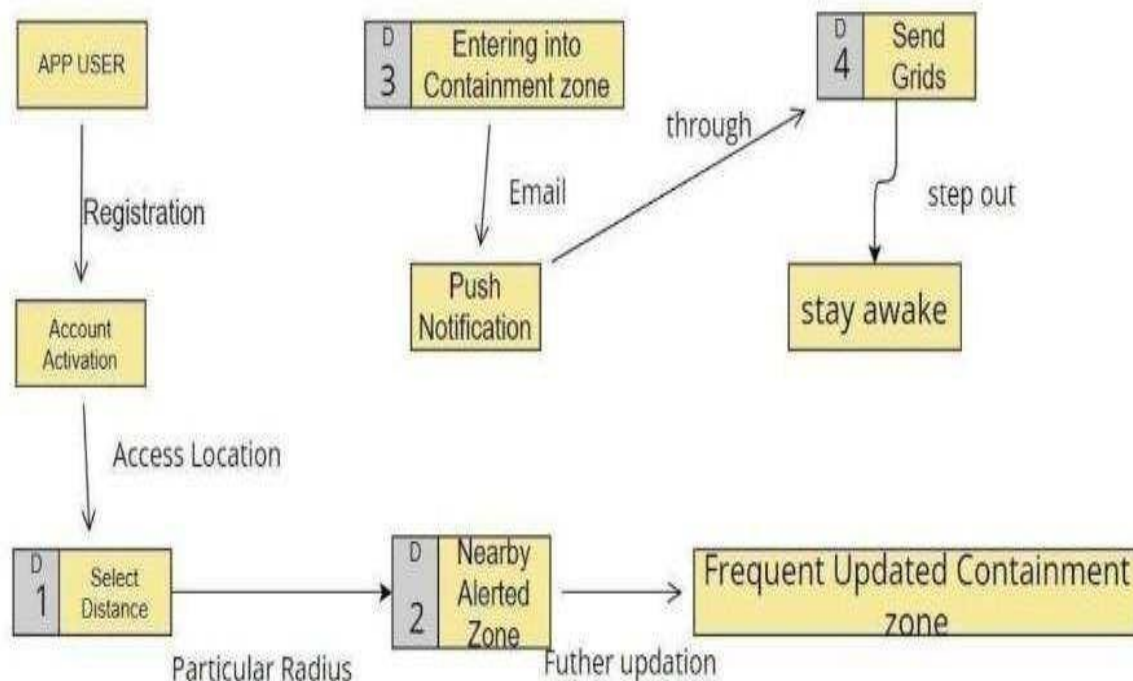 APP USER
D
3
Entering into
Containment zone
D
4
Send
Grids
through
Registration
Email
step out
Push
Notification
stay awake
Account
Activation
Access Location
D
1
Select
Distance
D
2
Nearby
Alerted
Zone
Frequent Updated Containment
zone
Particular Radius
Futher updation